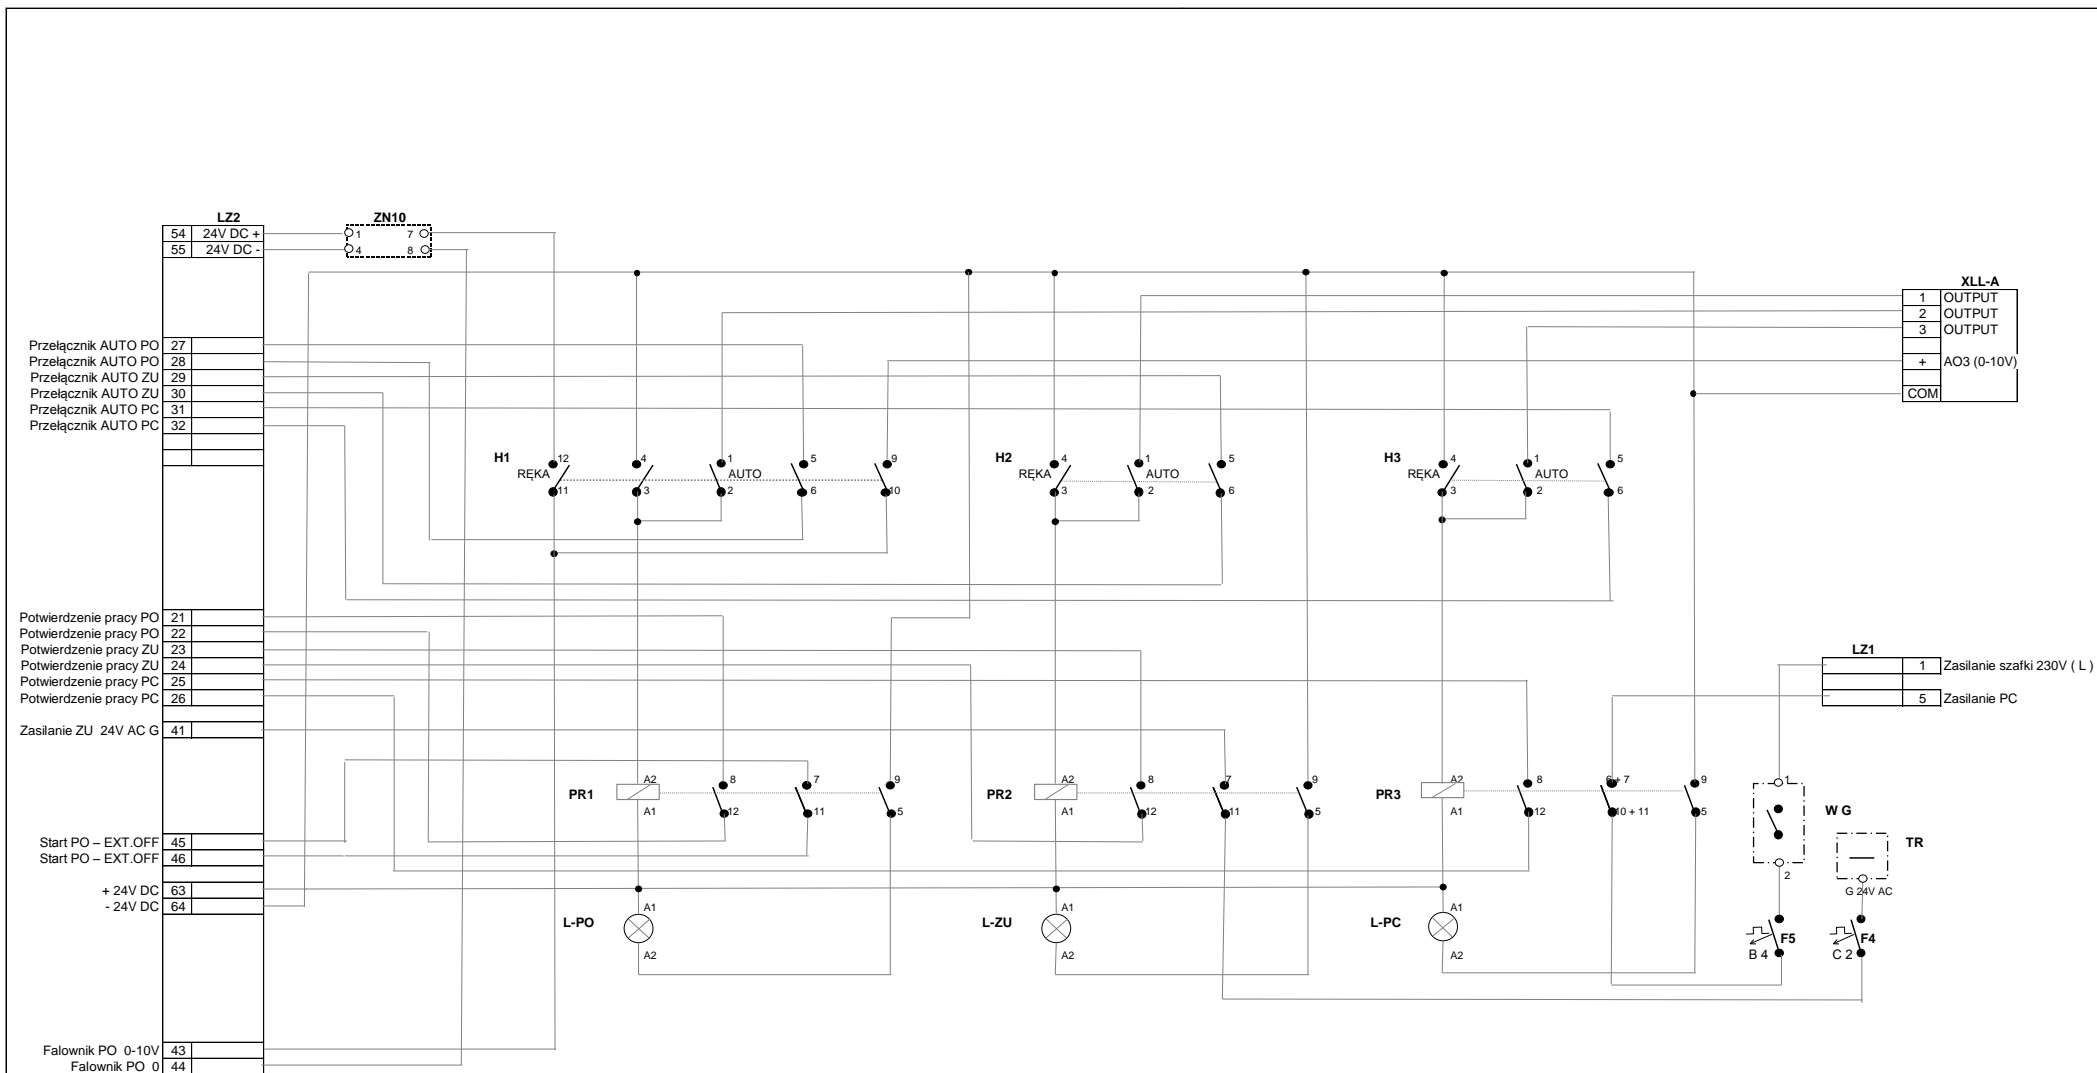 LZ2
ZN10
54 24V DC +
1 7
55 24V DC -
4 8
XLL-A
1 OUTPUT
2 OUTPUT
3 OUTPUT
+ AO3 (0-10V)
COM
Przełącznik AUTO PO 27
Przełącznik AUTO PO 28
Przełącznik AUTO ZU 29
Przełącznik AUTO ZU 30
Przełącznik AUTO PC 31
Przełącznik AUTO PC 32
H1 12 4 1 5 9
RĘKA AUTO
11 3 2 6 10
H2 4 1 5
RĘKA AUTO
3 2 6
H3 4 1 5
RĘKA AUTO
3 2 6
Potwierdzenie pracy PO 21
Potwierdzenie pracy PO 22
Potwierdzenie pracy ZU 23
Potwierdzenie pracy ZU 24
Potwierdzenie pracy PC 25
Potwierdzenie pracy PC 26
Zasilanie ZU 24V AC G 41
LZ1
1 Zasilanie szafki 230V ( L )
5 Zasilanie PC
PR1 A2 8 7 9
A1 12 11 5
PR2 A2 8 7 9
A1 12 11 5
PR3 A2 8 6 + 7 9
A1 12 10 + 11 5
1
W G
2
TR
G 24V AC
Start PO – EXT.OFF 45
Start PO – EXT.OFF 46
+ 24V DC 63
- 24V DC 64
L-PO A1
A2
L-ZU A1
A2
L-PC A1
A2
F5
B 4
F4
C 2
Falownik PO 0-10V 43
Falownik PO 0 44